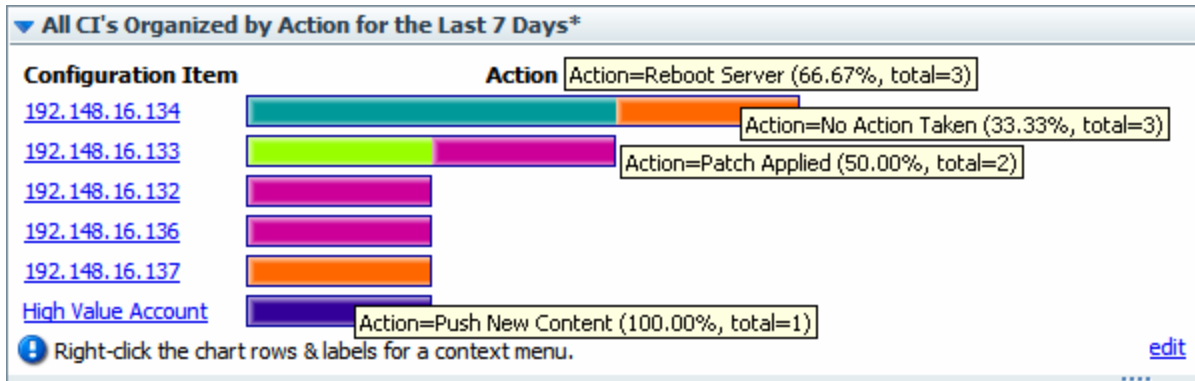 All CI's Organized by Action for the Last 7 Days*
Configuration Item
Action
Action=Reboot Server (66.67%, total=3)
192.148.16.134
Action=No Action Taken (33.33%, total=3)
192.148.16.133
Action=Patch Applied (50.00%, total=2)
192.148.16.132
192.148.16.136
192.148.16.137
High Value Account
Action=Push New Content (100.00%, total=1)
Right-click the chart rows & labels for a context menu.
edit